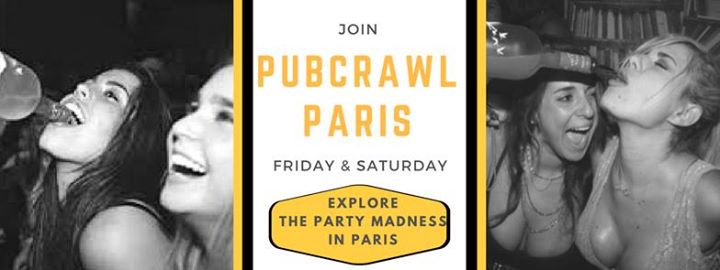 JOIN
PUBCRAWL
PARIS
FRIDAY & SATURDAY
EXPLORE
THE PARTY MADNESS
IN PARIS